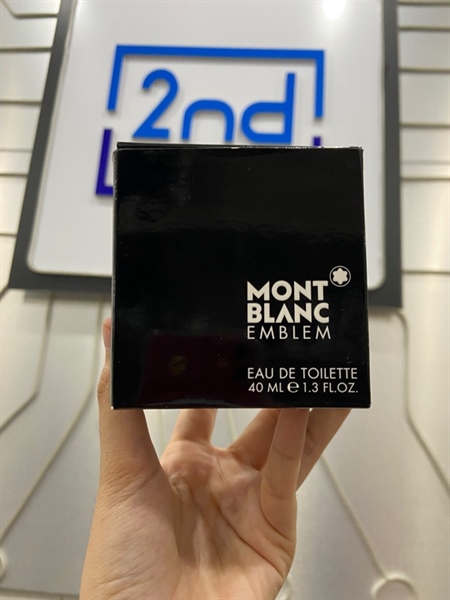 2nd
MONT
BLANC
EMBLEM
EAU DE TOILETTE
40 ML e 1.3 FL.OZ.